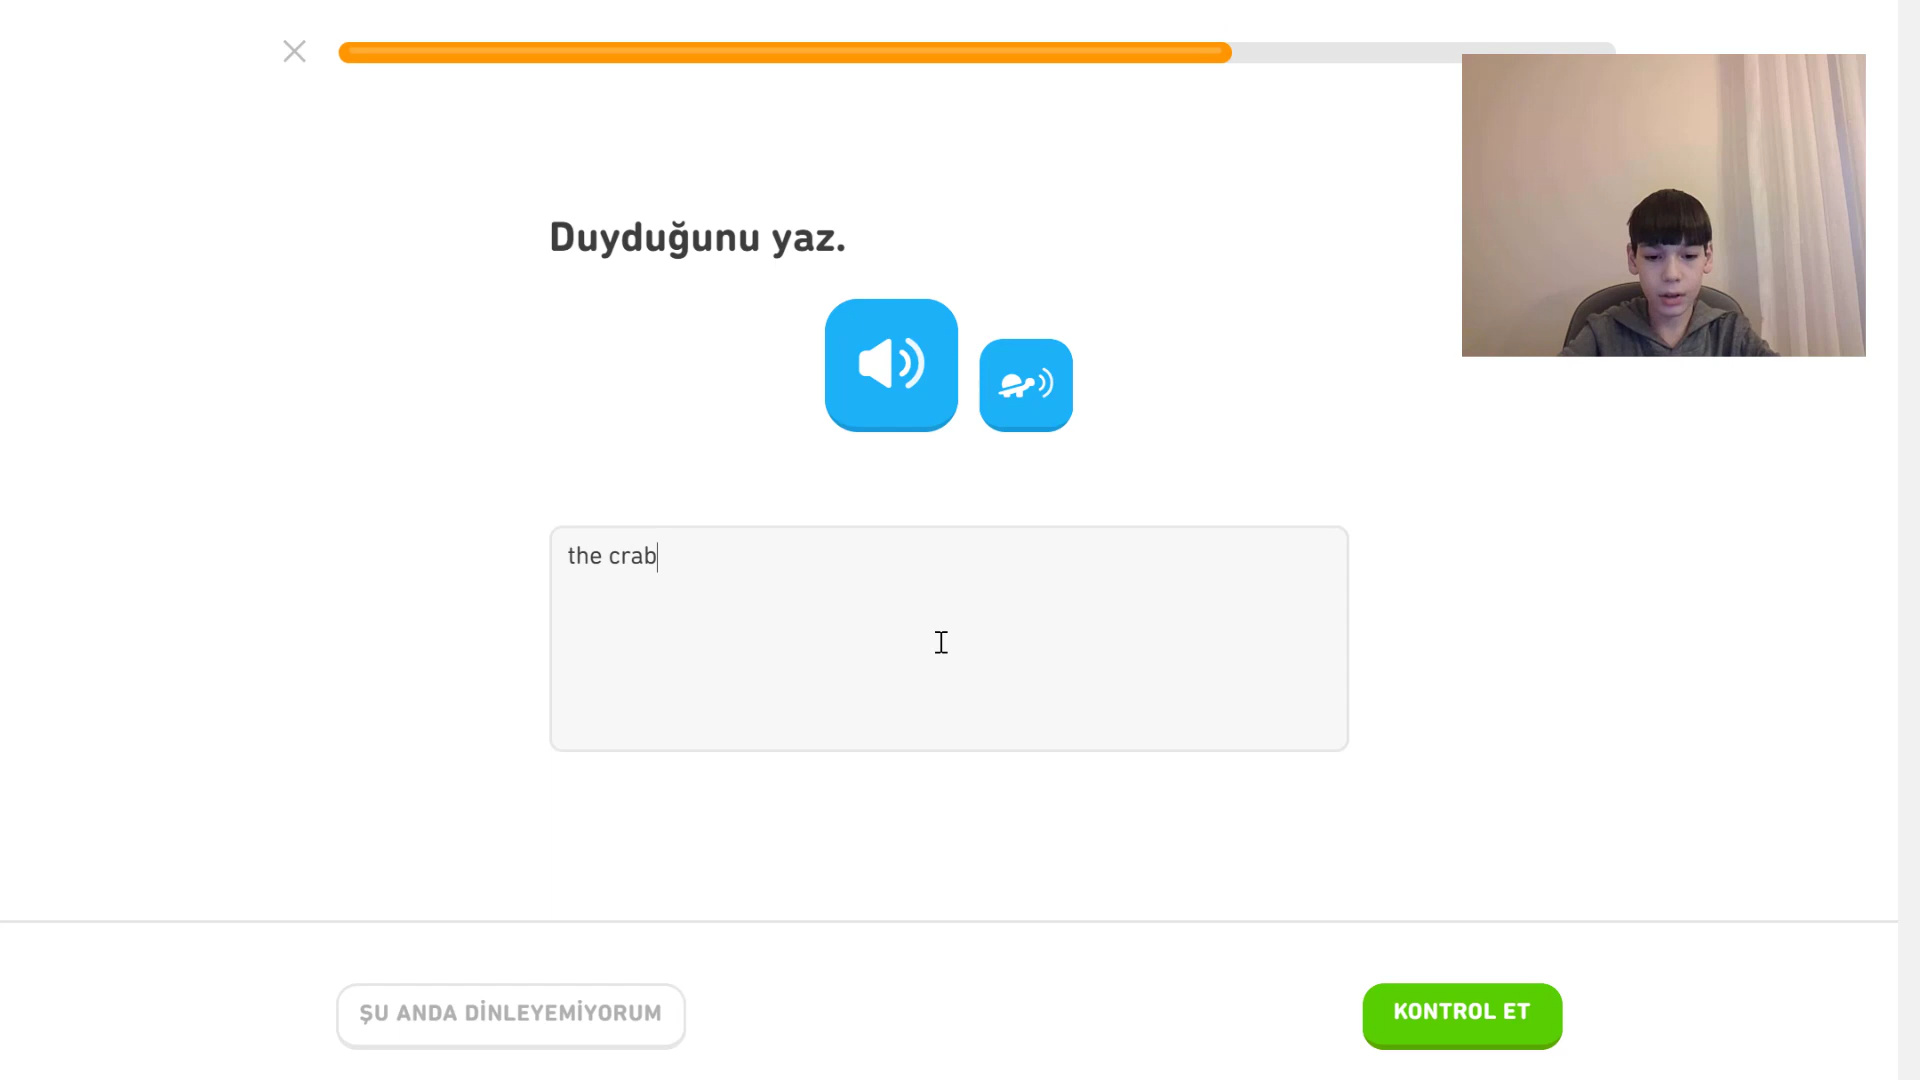 Duyduğunu yaz.
the crab
ŞU ANDA DİNLEYEMİYORUM
KONTROL ET